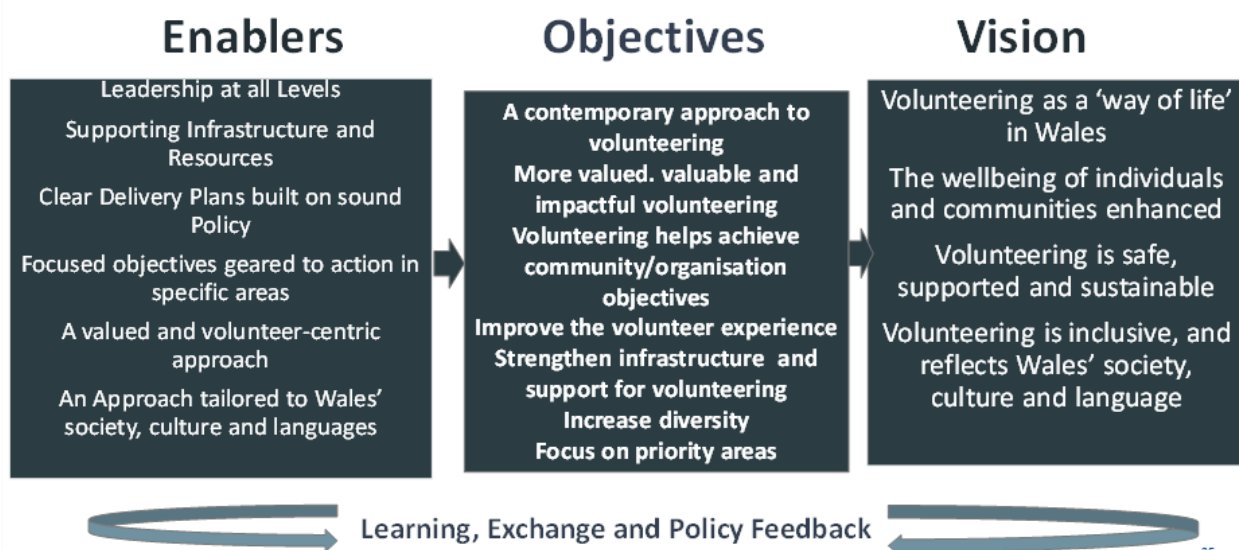 Enablers
Leadership at all Levels
Supporting Infrastructure and
Resources
Clear Delivery Plans built on sound
Policy
Focused objectives geared to action in
specific areas
A valued and volunteer-centric
approach
An Approach tailored to Wales’
society, culture and languages
Objectives
A contemporary approach to
volunteering
More valued. valuable and
impactful volunteering
Volunteering helps achieve
community/organisation
objectives
Improve the volunteer experience
Strengthen infrastructure and
support for volunteering
Increase diversity
Focus on priority areas
Vision
Volunteering as a ‘way of life’
in Wales
The wellbeing of individuals
and communities enhanced
Volunteering is safe,
supported and sustainable
Volunteering is inclusive, and
reflects Wales’ society,
culture and language
Learning, Exchange and Policy Feedback